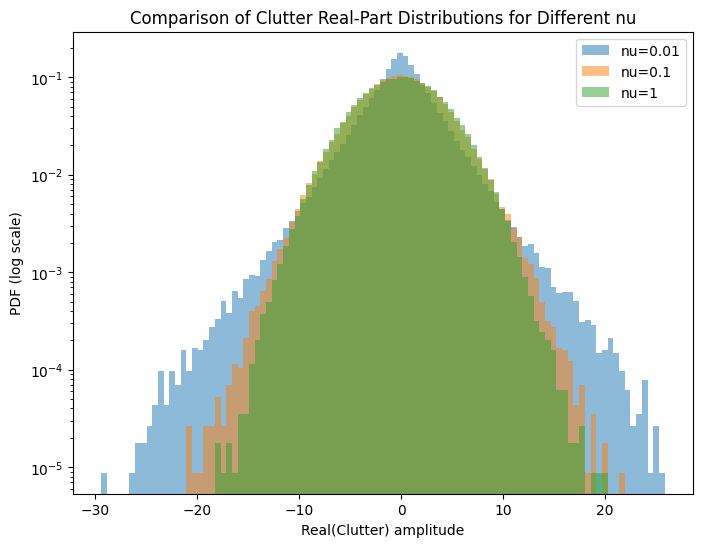 Comparison of Clutter Real-Part Distributions for Different nu
nu=0.01
nu=0.1
nu=1
PDF (log scale)
10⁻¹
10⁻²
10⁻³
10⁻⁴
10⁻⁵
−30 −20 −10 0 10 20
Real(Clutter) amplitude